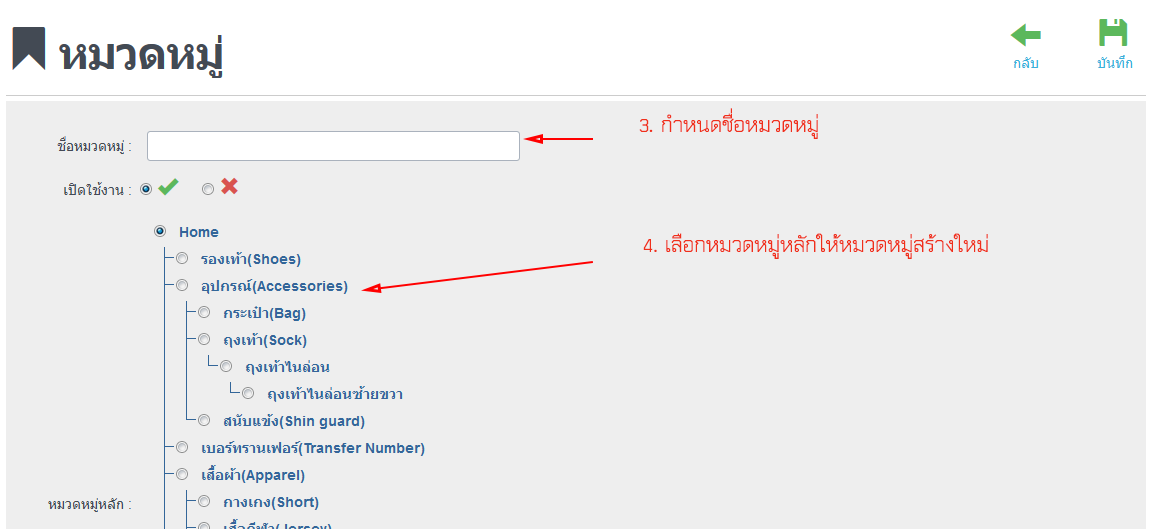 หมวดหมู่
กลับ
บันทึก
3. กำหนดชื่อหมวดหมู่
ชื่อหมวดหมู่ :
เปิดใช้งาน :
Home
4. เลือกหมวดหมู่หลักให้หมวดหมู่สร้างใหม่
รองเท้า(Shoes)
อุปกรณ์(Accessories)
กระเป๋า(Bag)
ถุงเท้า(Sock)
ถุงเท้าไนล่อน
ถุงเท้าไนล่อนซ้ายขวา
สนับแข้ง(Shin guard)
เบอร์ทรานเฟอร์(Transfer Number)
เสื้อผ้า(Apparel)
หมวดหมู่หลัก :
กางเกง(Short)
เสื้อกีฬา(Jersey)